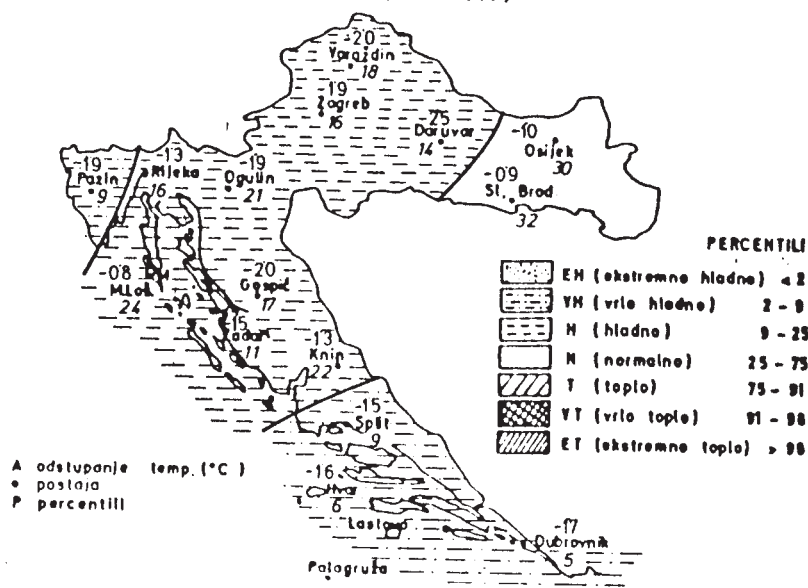 -2.0
Varaždin
18
-1.9
Zagreb
16
-2.5
Daruvar
14
-1.0
Osijek
30
-0.9
Sl. Brod
32
-1.9
Pazin
9
-1.3
Rijeka
16
-1.9
Ogulin
21
-0.8
M.Loš.
24
-2.0
Gospić
17
-1.5
Zadar
11
-1.3
Knin
22
-1.5
Split
9
-1.6
Hvar
6
Lastovo
-1.7
Dubrovnik
5
Palagruža
PERCENTILI
EH (ekstremno hladno) < 2
VH (vrlo hladno) 2 - 9
H (hladno) 9 - 25
N (normalno) 25 - 75
T (toplo) 75 - 91
VT (vrlo toplo) 91 - 98
ET (ekstremno toplo) > 98
A odstupanje temp. (°C)
• postaja
P percentili